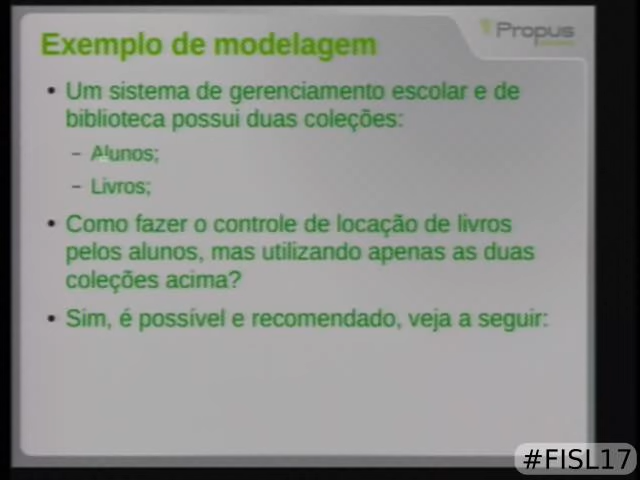 Propus
Exemplo de modelagem
• Um sistema de gerenciamento escolar e de
biblioteca possui duas coleções:
– Alunos;
– Livros;
• Como fazer o controle de locação de livros
pelos alunos, mas utilizando apenas as duas
coleções acima?
• Sim, é possível e recomendado, veja a seguir:
#FISL17